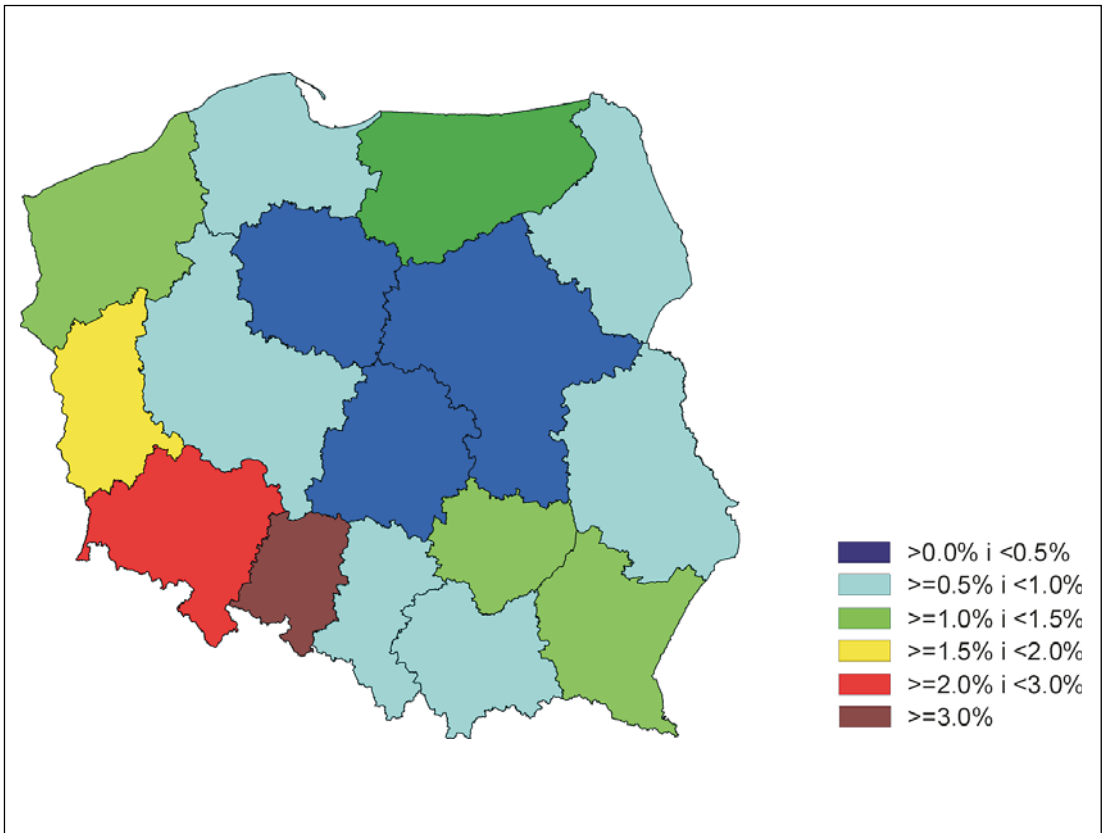 >0.0% i <0.5%
>=0.5% i <1.0%
>=1.0% i <1.5%
>=1.5% i <2.0%
>=2.0% i <3.0%
>=3.0%